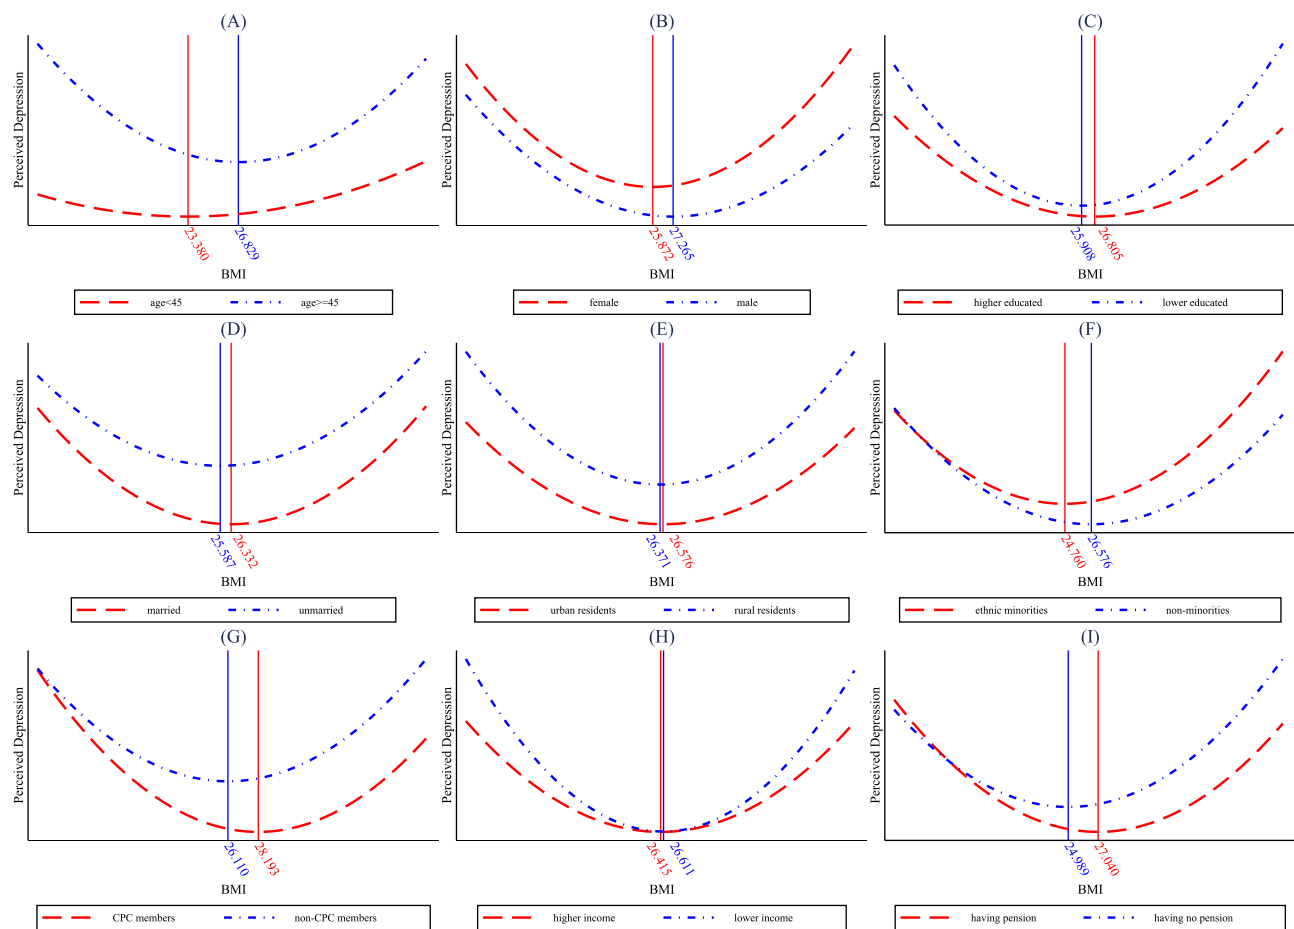 (A)
Perceived Depression
23.380
26.829
BMI
age<45
age>=45
(B)
Perceived Depression
25.872
27.265
BMI
female
male
(C)
Perceived Depression
25.908
26.805
BMI
higher educated
lower educated
(D)
Perceived Depression
25.587
26.332
BMI
married
unmarried
(E)
Perceived Depression
26.371
26.576
BMI
urban residents
rural residents
(F)
Perceived Depression
24.760
26.576
BMI
ethnic minorities
non-minorities
(G)
Perceived Depression
26.110
28.193
BMI
CPC members
non-CPC members
(H)
Perceived Depression
26.415
26.611
BMI
higher income
lower income
(I)
Perceived Depression
24.989
27.040
BMI
having pension
having no pension